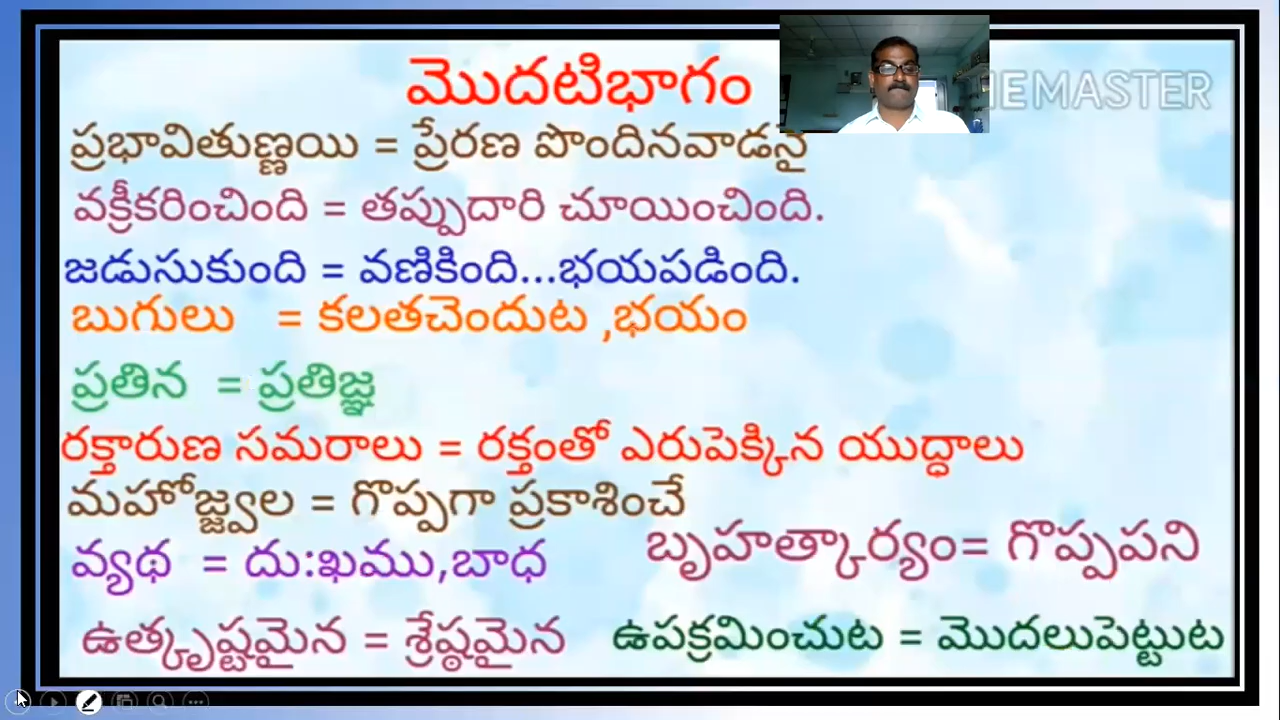 మొదటిభాగం
EMASTER
ప్రభావితుణ్ణయి = ప్రేరణ పొందినవాడనై
వక్రీకరించింది = తప్పుదారి చూయించింది.
జడుసుకుంది = వణికింది...భయపడింది.
బుగులు = కలతచెందుట ,భయం
ప్రతిన = ప్రతిజ్ఞ
రక్తారుణ సమరాలు = రక్తంతో ఎరుపెక్కిన యుద్ధాలు
మహోజ్జ్వల = గొప్పగా ప్రకాశించే
బృహత్కార్యం= గొప్పపని
వ్యథ = దు:ఖము,బాధ
ఉత్కృష్టమైన = శ్రేష్ఠమైన
ఉపక్రమించుట = మొదలుపెట్టుట